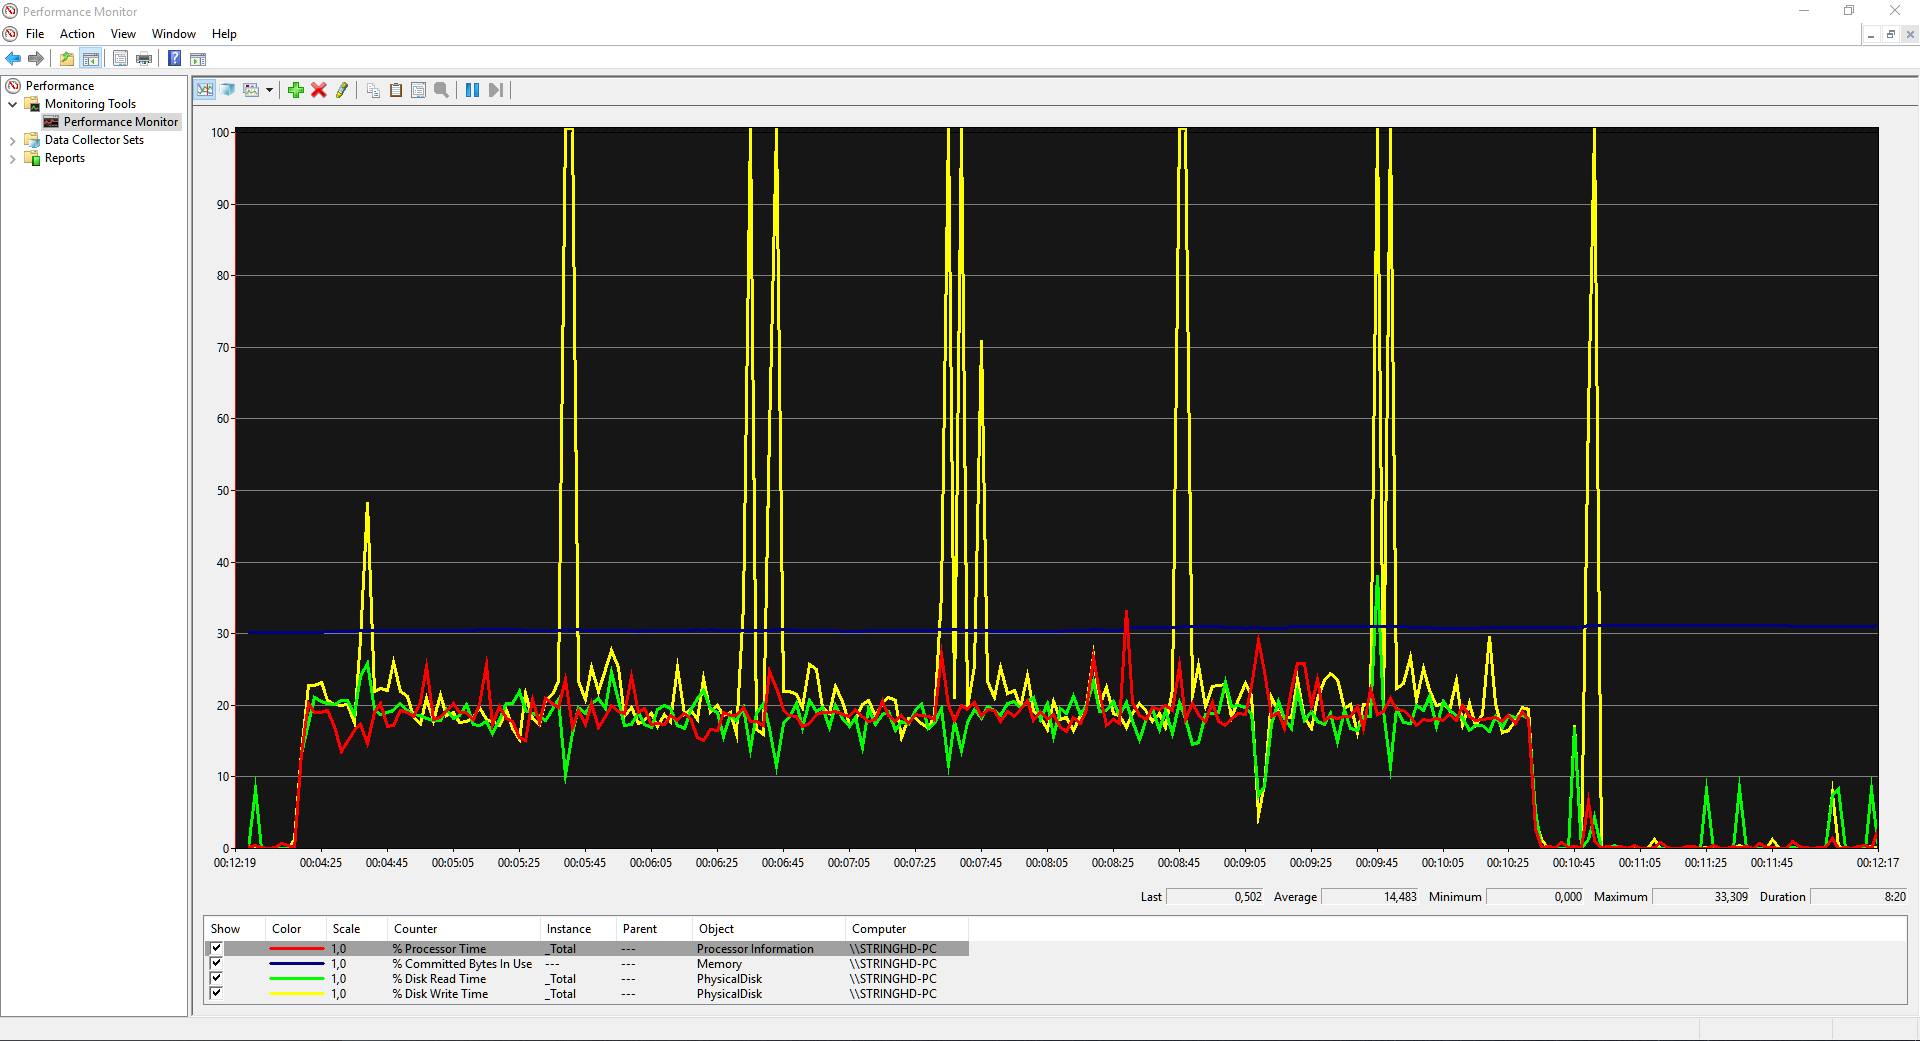 Performance Monitor
File Action View Window Help
Performance
Monitoring Tools
Performance Monitor
Data Collector Sets
Reports
100
90
80
70
60
50
40
30
20
10
0
00:12:19 00:04:25 00:04:45 00:05:05 00:05:25 00:05:45 00:06:05 00:06:25 00:06:45 00:07:05 00:07:25 00:07:45 00:08:05 00:08:25 00:08:45 00:09:05 00:09:25 00:09:45 00:10:05 00:10:25 00:10:45 00:11:05 00:11:25 00:11:45 00:12:17
Last 0,502 Average 14,483 Minimum 0,000 Maximum 33,309 Duration 8:20
Show Color Scale Counter Instance Parent Object Computer
1,0 % Processor Time _Total --- Processor Information \\STRINGHD-PC
1,0 % Committed Bytes In Use --- --- Memory \\STRINGHD-PC
1,0 % Disk Read Time _Total --- PhysicalDisk \\STRINGHD-PC
1,0 % Disk Write Time _Total --- PhysicalDisk \\STRINGHD-PC